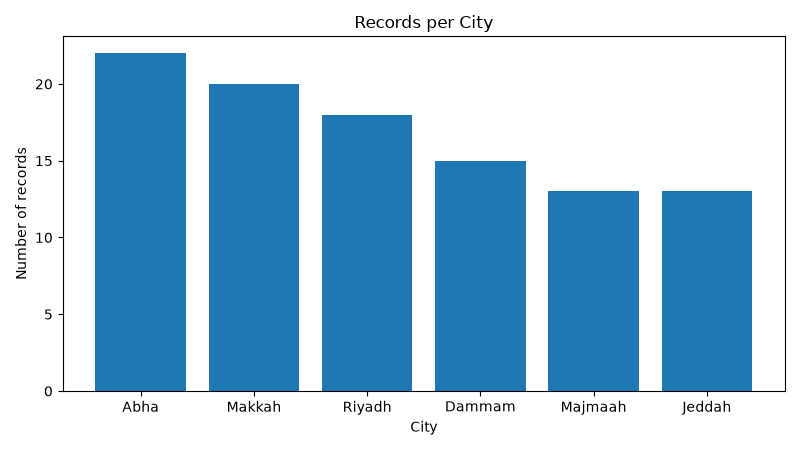 Records per City
Number of records
20
15
10
5
0
Abha Makkah Riyadh Dammam Majmaah Jeddah
City